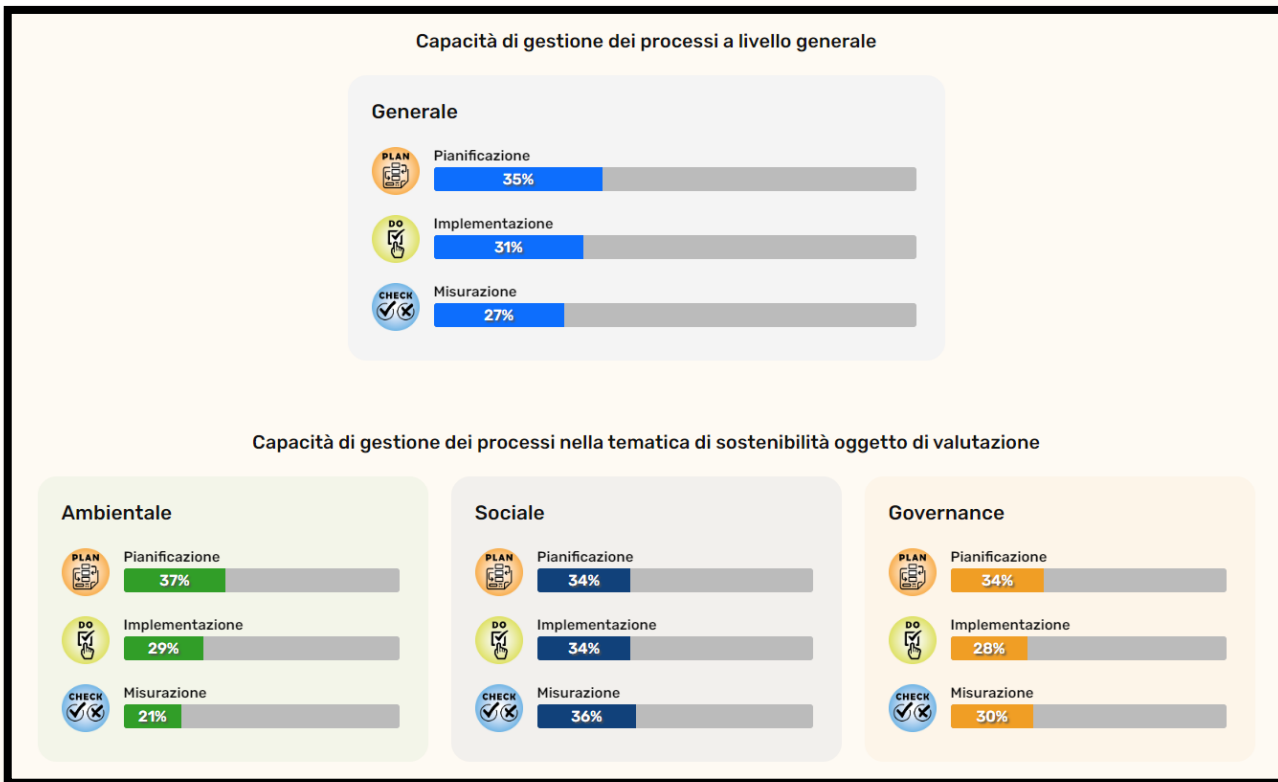 Capacità di gestione dei processi a livello generale
Generale
PLAN
Pianificazione
35%
DO
Implementazione
31%
CHECK
Misurazione
27%
Capacità di gestione dei processi nella tematica di sostenibilità oggetto di valutazione
Ambientale
PLAN
Pianificazione
37%
DO
Implementazione
29%
CHECK
Misurazione
21%
Sociale
PLAN
Pianificazione
34%
DO
Implementazione
34%
CHECK
Misurazione
36%
Governance
PLAN
Pianificazione
34%
DO
Implementazione
28%
CHECK
Misurazione
30%